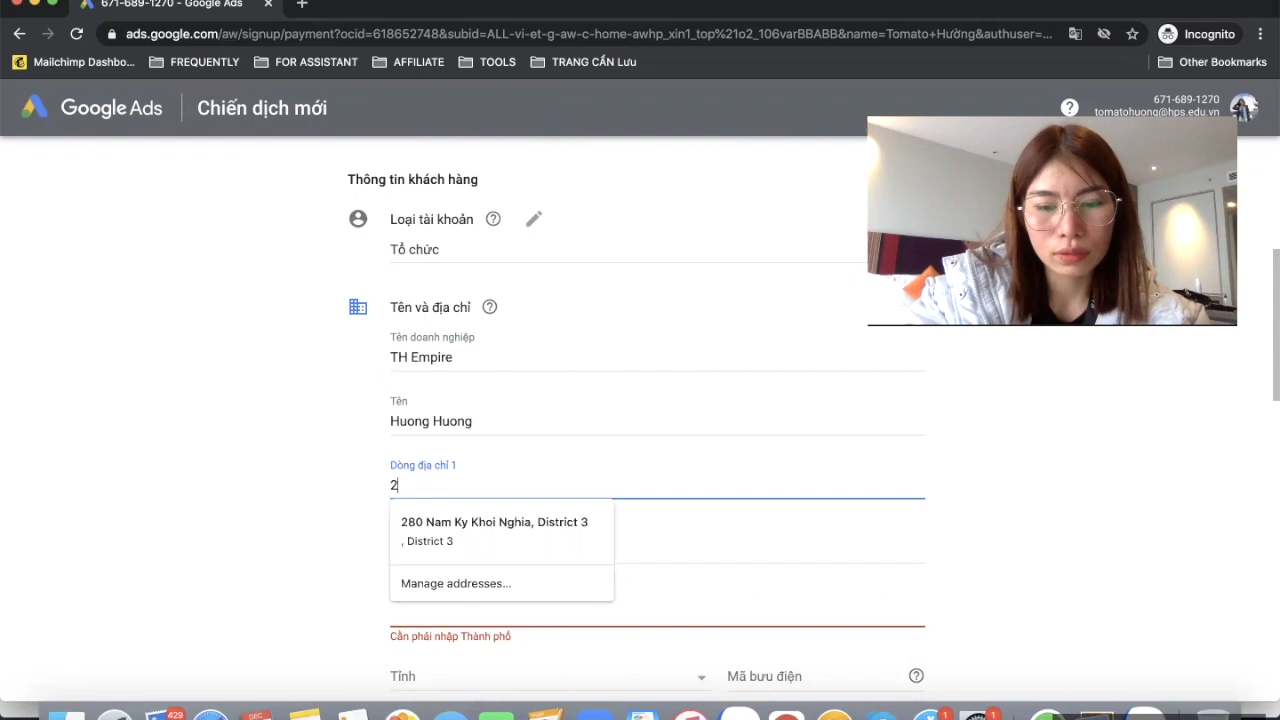 671-689-1270 - Google Ads
ads.google.com/aw/signup/payment?ocid=618652748&subid=ALL-vi-et-g-aw-c-home-awhp_xin1_top%21o2_106varBBABB&name=Tomato+Hường&authuser=...
Incognito
Mailchimp Dashbo...
FREQUENTLY
FOR ASSISTANT
AFFILIATE
TOOLS
TRANG CẦN Lưu
Other Bookmarks
Google Ads
Chiến dịch mới
671-689-1270
tomatohuong@hps.edu.vn
Thông tin khách hàng
Loại tài khoản
Tổ chức
Tên và địa chỉ
Tên doanh nghiệp
TH Empire
Tên
Huong Huong
Dòng địa chỉ 1
2
280 Nam Ky Khoi Nghia, District 3
, District 3
Manage addresses...
Cần phải nhập Thành phố
Tỉnh
Mã bưu điện
429
DEC
1
1